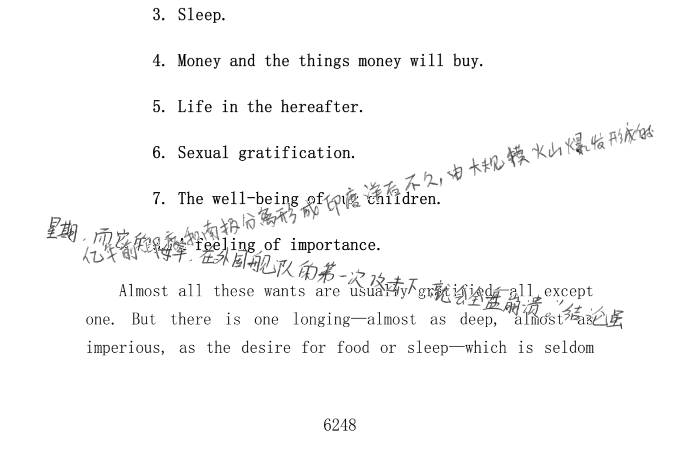 3. Sleep.
4. Money and the things money will buy.
5. Life in the hereafter.
6. Sexual gratification.
7. The well-being of our children.
亿年前 和南极分离形成印度洋后不久,由大规模火山爆发形成的
feeling of importance.
星期.而 海军.在外国舰队的第一次攻击下就会全盘崩溃。”结论是
Almost all these wants are usually gratified—all except
one. But there is one longing—almost as deep, almost as
imperious, as the desire for food or sleep—which is seldom
6248